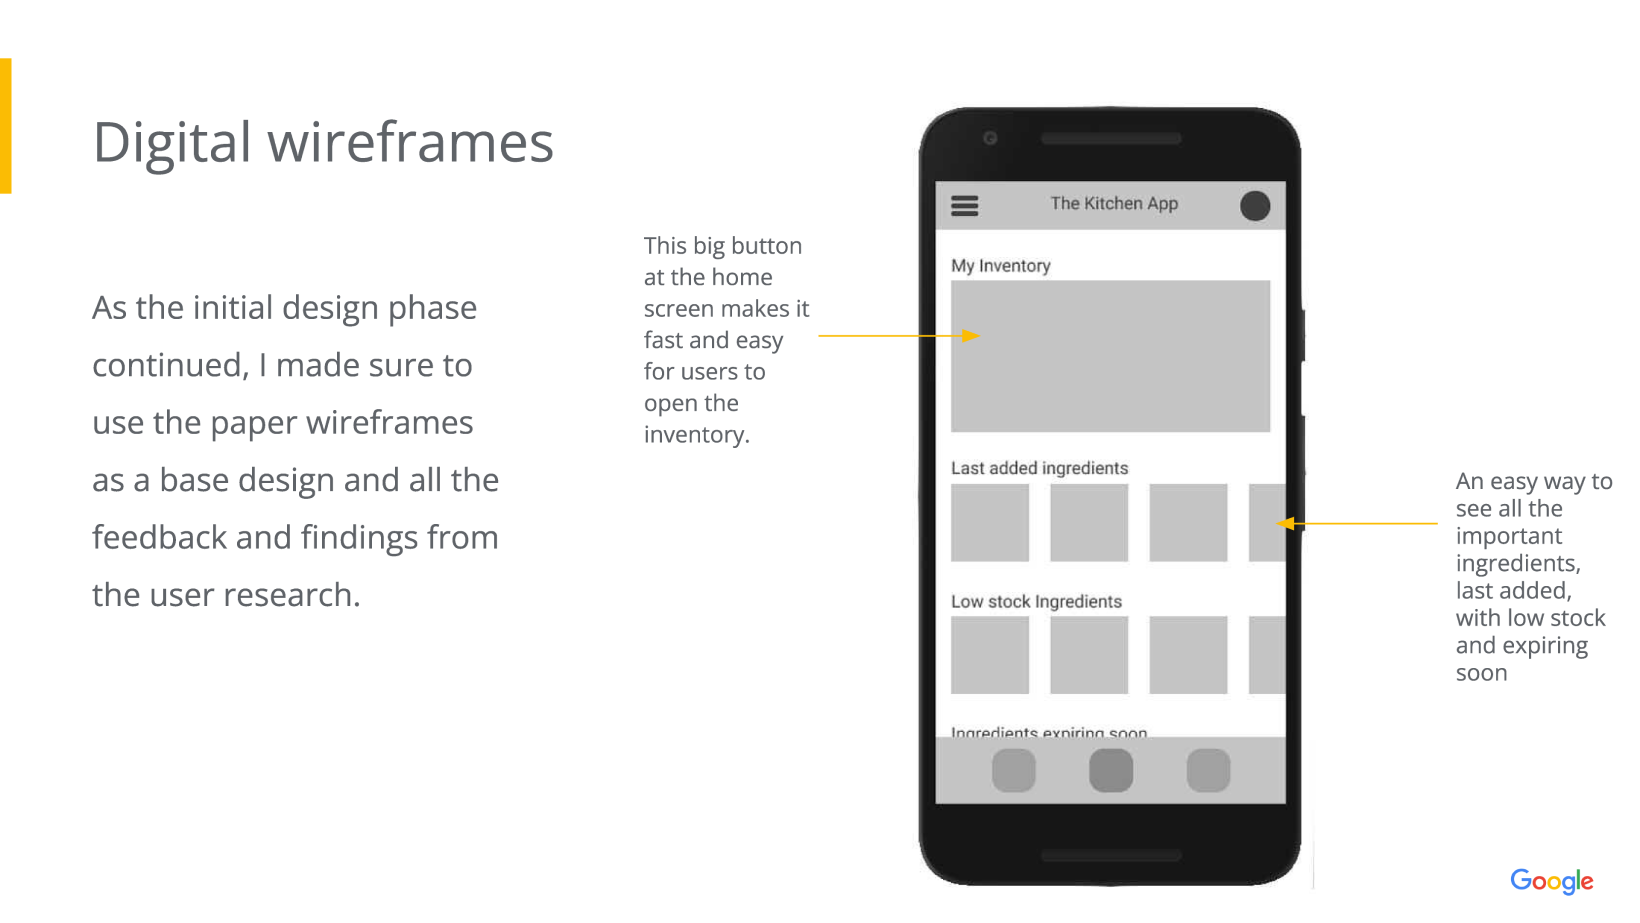 Digital wireframes
As the initial design phase
continued, I made sure to
use the paper wireframes
as a base design and all the
feedback and findings from
the user research.
This big button
at the home
screen makes it
fast and easy
for users to
open the
inventory.
The Kitchen App
My Inventory
Last added ingredients
Low stock Ingredients
Ingredients expiring soon
An easy way to
see all the
important
ingredients,
last added,
with low stock
and expiring
soon
Google